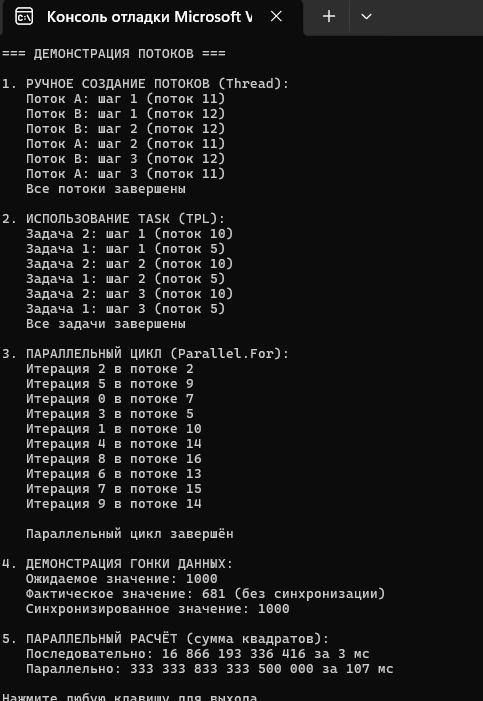 Консоль отладки Microsoft V
=== ДЕМОНСТРАЦИЯ ПОТОКОВ ===
1. РУЧНОЕ СОЗДАНИЕ ПОТОКОВ (Thread):
Поток A: шаг 1 (поток 11)
Поток B: шаг 1 (поток 12)
Поток B: шаг 2 (поток 12)
Поток A: шаг 2 (поток 11)
Поток B: шаг 3 (поток 12)
Поток A: шаг 3 (поток 11)
Все потоки завершены
2. ИСПОЛЬЗОВАНИЕ TASK (TPL):
Задача 2: шаг 1 (поток 10)
Задача 1: шаг 1 (поток 5)
Задача 2: шаг 2 (поток 10)
Задача 1: шаг 2 (поток 5)
Задача 2: шаг 3 (поток 10)
Задача 1: шаг 3 (поток 5)
Все задачи завершены
3. ПАРАЛЛЕЛЬНЫЙ ЦИКЛ (Parallel.For):
Итерация 2 в потоке 2
Итерация 5 в потоке 9
Итерация 0 в потоке 7
Итерация 3 в потоке 5
Итерация 1 в потоке 10
Итерация 4 в потоке 14
Итерация 8 в потоке 16
Итерация 6 в потоке 13
Итерация 7 в потоке 15
Итерация 9 в потоке 14
Параллельный цикл завершён
4. ДЕМОНСТРАЦИЯ ГОНКИ ДАННЫХ:
Ожидаемое значение: 1000
Фактическое значение: 681 (без синхронизации)
Синхронизированное значение: 1000
5. ПАРАЛЛЕЛЬНЫЙ РАСЧЁТ (сумма квадратов):
Последовательно: 16 866 193 336 416 за 3 мс
Параллельно: 333 333 833 333 500 000 за 107 мс
Нажмите любую клавишу для выхода